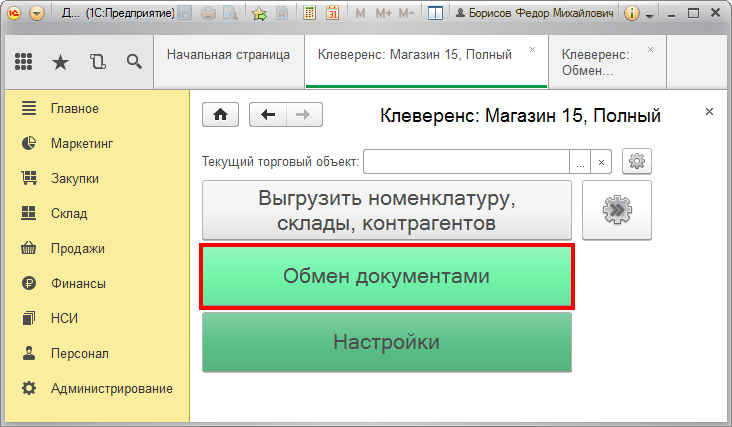 Д... (1С:Предприятие)
M M+ M-
Борисов Федор Михайлович
Начальная страница
Клеверенс: Магазин 15, Полный
Клеверенс:
Обмен...
Главное
Маркетинг
Закупки
Склад
Продажи
Финансы
НСИ
Персонал
Администрирование
Клеверенс: Магазин 15, Полный
Текущий торговый объект:
...
Выгрузить номенклатуру,
склады, контрагентов
Обмен документами
Настройки